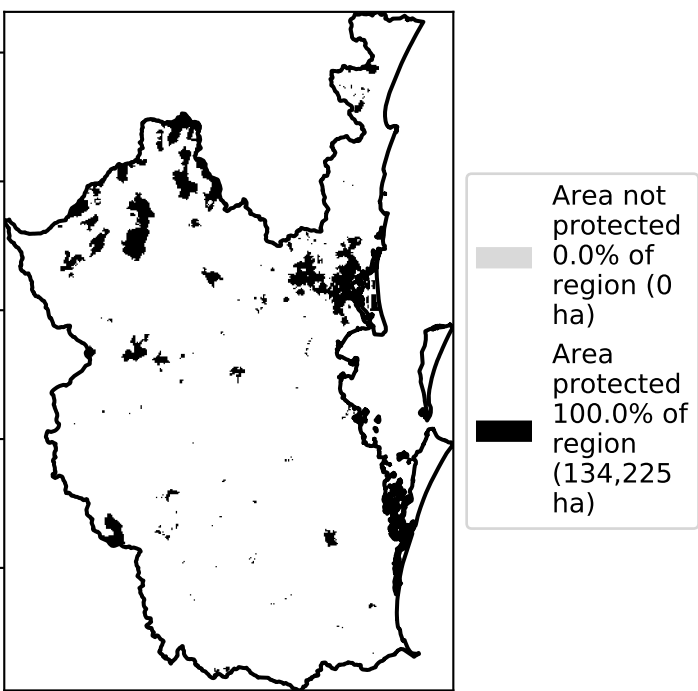 Area not
protected
0.0% of
region (0
ha)
Area
protected
100.0% of
region
(134,225
ha)